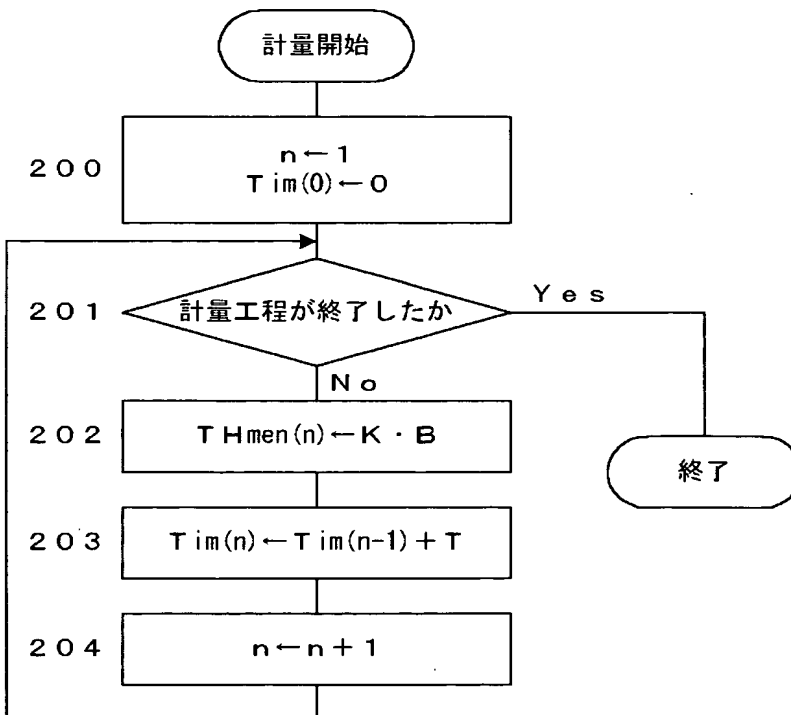 計量開始
200
n←1
Tim(0)←0
201
計量工程が終了したか
Yes
No
202
THmen(n)←K・B
終了
203
Tim(n)←Tim(n-1)+T
204
n←n+1